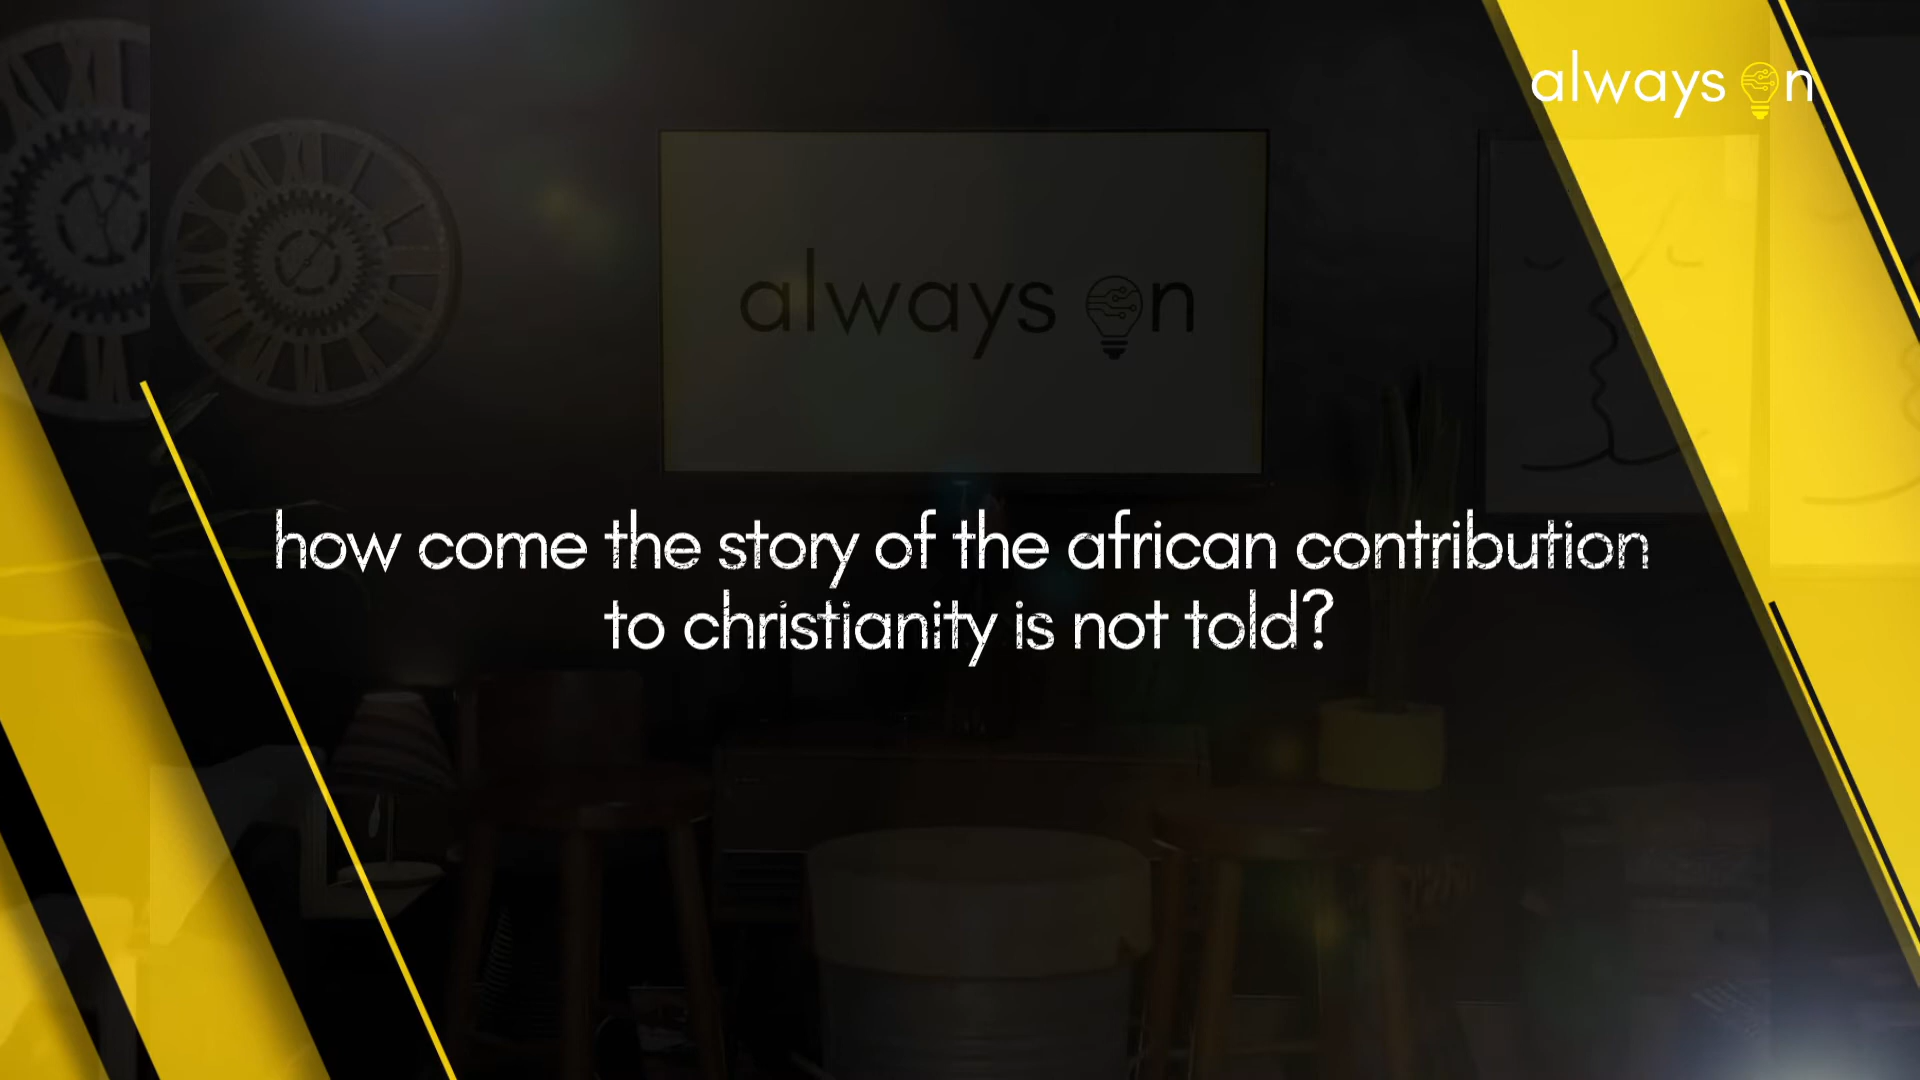 always on
always on
how come the story of the african contribution
to christianity is not told?